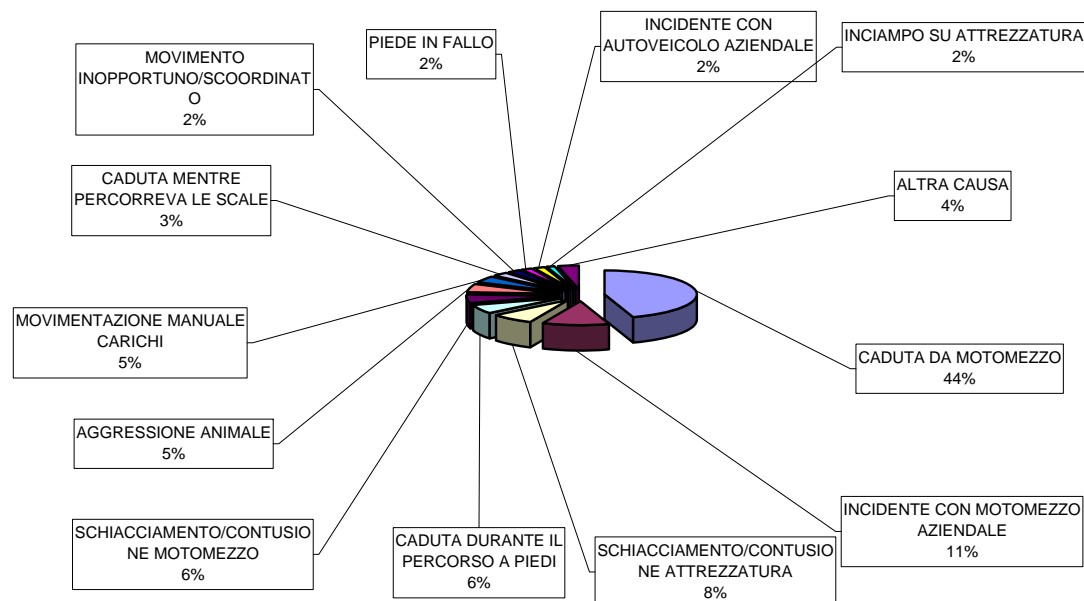 MOVIMENTO
INOPPORTUNO/SCOORDINAT
O
2%
PIEDE IN FALLO
2%
INCIDENTE CON
AUTOVEICOLO AZIENDALE
2%
INCIAMPO SU ATTREZZATURA
2%
CADUTA MENTRE
PERCORREVA LE SCALE
3%
ALTRA CAUSA
4%
MOVIMENTAZIONE MANUALE
CARICHI
5%
CADUTA DA MOTOMEZZO
44%
AGGRESSIONE ANIMALE
5%
SCHIACCIAMENTO/CONTUSIO
NE MOTOMEZZO
6%
CADUTA DURANTE IL
PERCORSO A PIEDI
6%
SCHIACCIAMENTO/CONTUSIO
NE ATTREZZATURA
8%
INCIDENTE CON MOTOMEZZO
AZIENDALE
11%